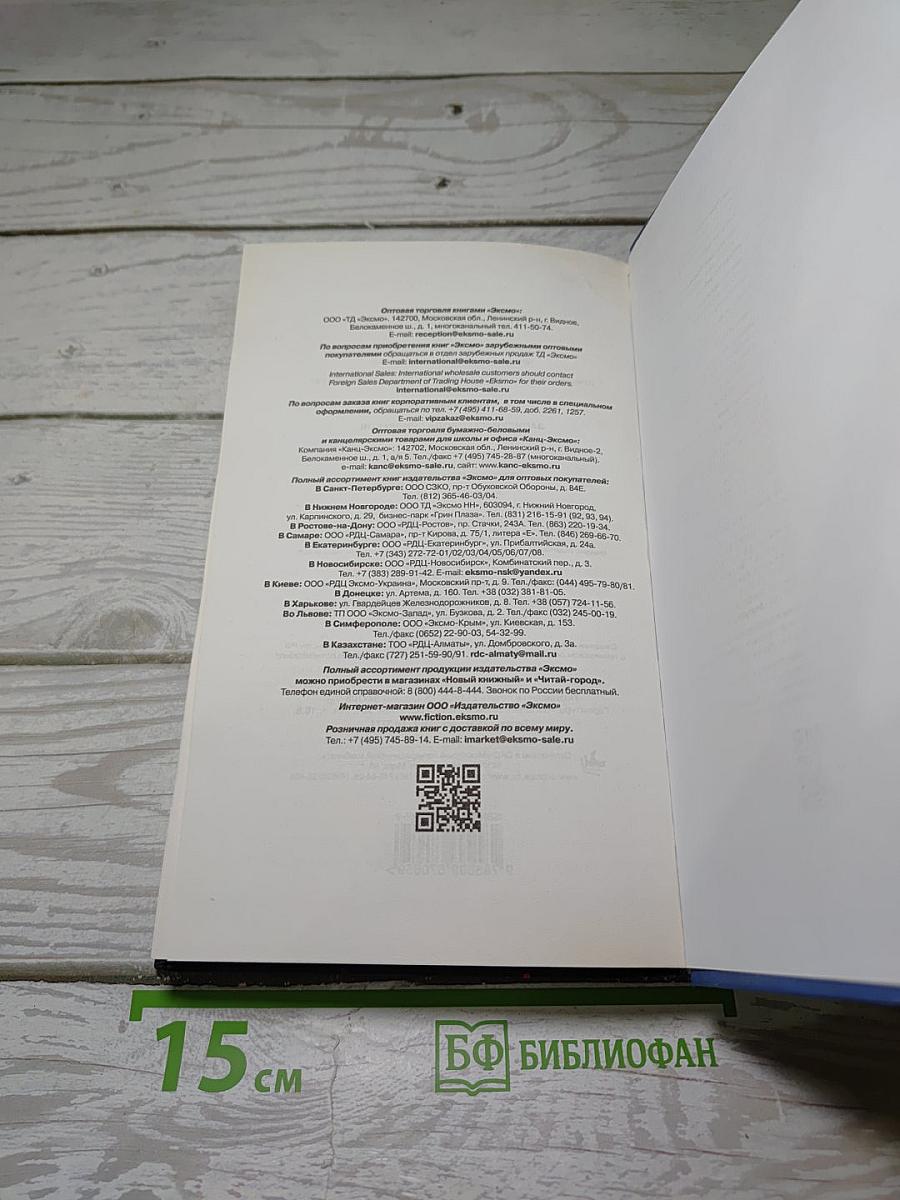 Оптовая торговля книгами «Эксмо»:
ООО «ТД «Эксмо». 142700, Московская обл., Ленинский р-н, г. Видное,
Белокаменное ш., д. 1, многоканальный тел. 411-50-74.
E-mail: reception@eksmo-sale.ru
По вопросам приобретения книг «Эксмо» зарубежными оптовыми
покупателями обращаться в отдел зарубежных продаж ТД «Эксмо»
E-mail: international@eksmo-sale.ru
International Sales: International wholesale customers should contact
Foreign Sales Department of Trading House «Eksmo» for their orders.
international@eksmo-sale.ru
По вопросам заказа книг корпоративным клиентам, в том числе в специальном
оформлении, обращаться по тел. +7 (495) 411-68-59, доб. 2261, 1257.
E-mail: vipzakaz@eksmo.ru
Оптовая торговля бумажно-беловыми
и канцелярскими товарами для школы и офиса «Канц-Эксмо»:
Компания «Канц-Эксмо»: 142702, Московская обл., Ленинский р-н, г. Видное-2,
Белокаменное ш., д. 1, а/я 5. Тел./факс +7 (495) 745-28-87 (многоканальный).
e-mail: kanc@eksmo-sale.ru, сайт: www.kanc-eksmo.ru
Полный ассортимент книг издательства «Эксмо» для оптовых покупателей:
В Санкт-Петербурге: ООО СЗКО, пр-т Обуховской Обороны, д. 84Е.
Тел. (812) 365-46-03/04.
В Нижнем Новгороде: ООО ТД «Эксмо НН», 603094, г. Нижний Новгород,
ул. Карпинского, д. 29, бизнес-парк «Грин Плаза». Тел. (831) 216-15-91 (92, 93, 94).
В Ростове-на-Дону: ООО «РДЦ-Ростов», пр. Стачки, 243А. Тел. (863) 220-19-34.
В Самаре: ООО «РДЦ-Самара», пр-т Кирова, д. 75/1, литера «Е». Тел. (846) 269-66-70.
В Екатеринбурге: ООО «РДЦ-Екатеринбург», ул. Прибалтийская, д. 24а.
Тел. +7 (343) 272-72-01/02/03/04/05/06/07/08.
В Новосибирске: ООО «РДЦ-Новосибирск», Комбинатский пер., д. 3.
Тел. +7 (383) 289-91-42. E-mail: eksmo-nsk@yandex.ru
В Киеве: ООО «РДЦ Эксмо-Украина», Московский пр-т, д. 9. Тел./факс: (044) 495-79-80/81.
В Донецке: ул. Артема, д. 160. Тел. +38 (032) 381-81-05.
В Харькове: ул. Гвардейцев Железнодорожников, д. 8. Тел. +38 (057) 724-11-56.
Во Львове: ТП ООО «Эксмо-Запад», ул. Бузкова, д. 2. Тел./факс (032) 245-00-19.
В Симферополе: ООО «Эксмо-Крым», ул. Киевская, д. 153.
Тел./факс (0652) 22-90-03, 54-32-99.
В Казахстане: ТОО «РДЦ-Алматы», ул. Домбровского, д. 3а.
Тел./факс (727) 251-59-90/91. rdc-almaty@mail.ru
Полный ассортимент продукции издательства «Эксмо»
можно приобрести в магазинах «Новый книжный» и «Читай-город».
Телефон единой справочной: 8 (800) 444-8-444. Звонок по России бесплатный.
Интернет-магазин ООО «Издательство «Эксмо»
www.fiction.eksmo.ru
Розничная продажа книг с доставкой по всему миру.
Тел.: +7 (495) 745-89-14. E-mail: imarket@eksmo-sale.ru
15 см
БФ БИБЛИОФАН